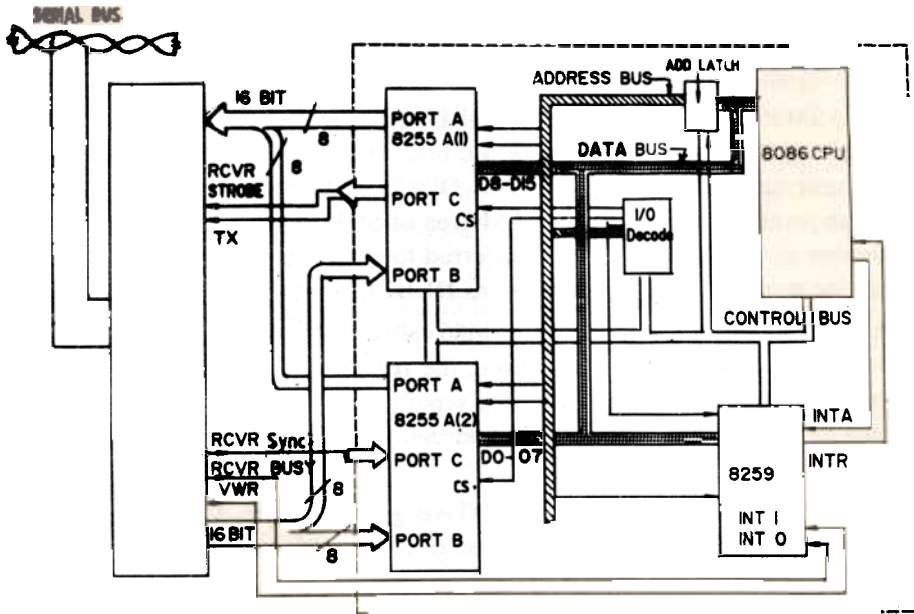 SERIAL BUS
16 BIT
8
8
RCVR
STROBE
TX
PORT A
8255 A(1)
PORT C
CS
PORT B
D8-D15
ADDRESS BUS
ADD LATCH
DATA BUS
8086 CPU
I/O
Decode
CONTROL BUS
PORT A
8255 A(2)
PORT C
CS
PORT B
D0-07
RCVR Sync
RCVR BUSY
VWR
8
16 BIT
8
INTA
INTR
8259
INT 1
INT 0